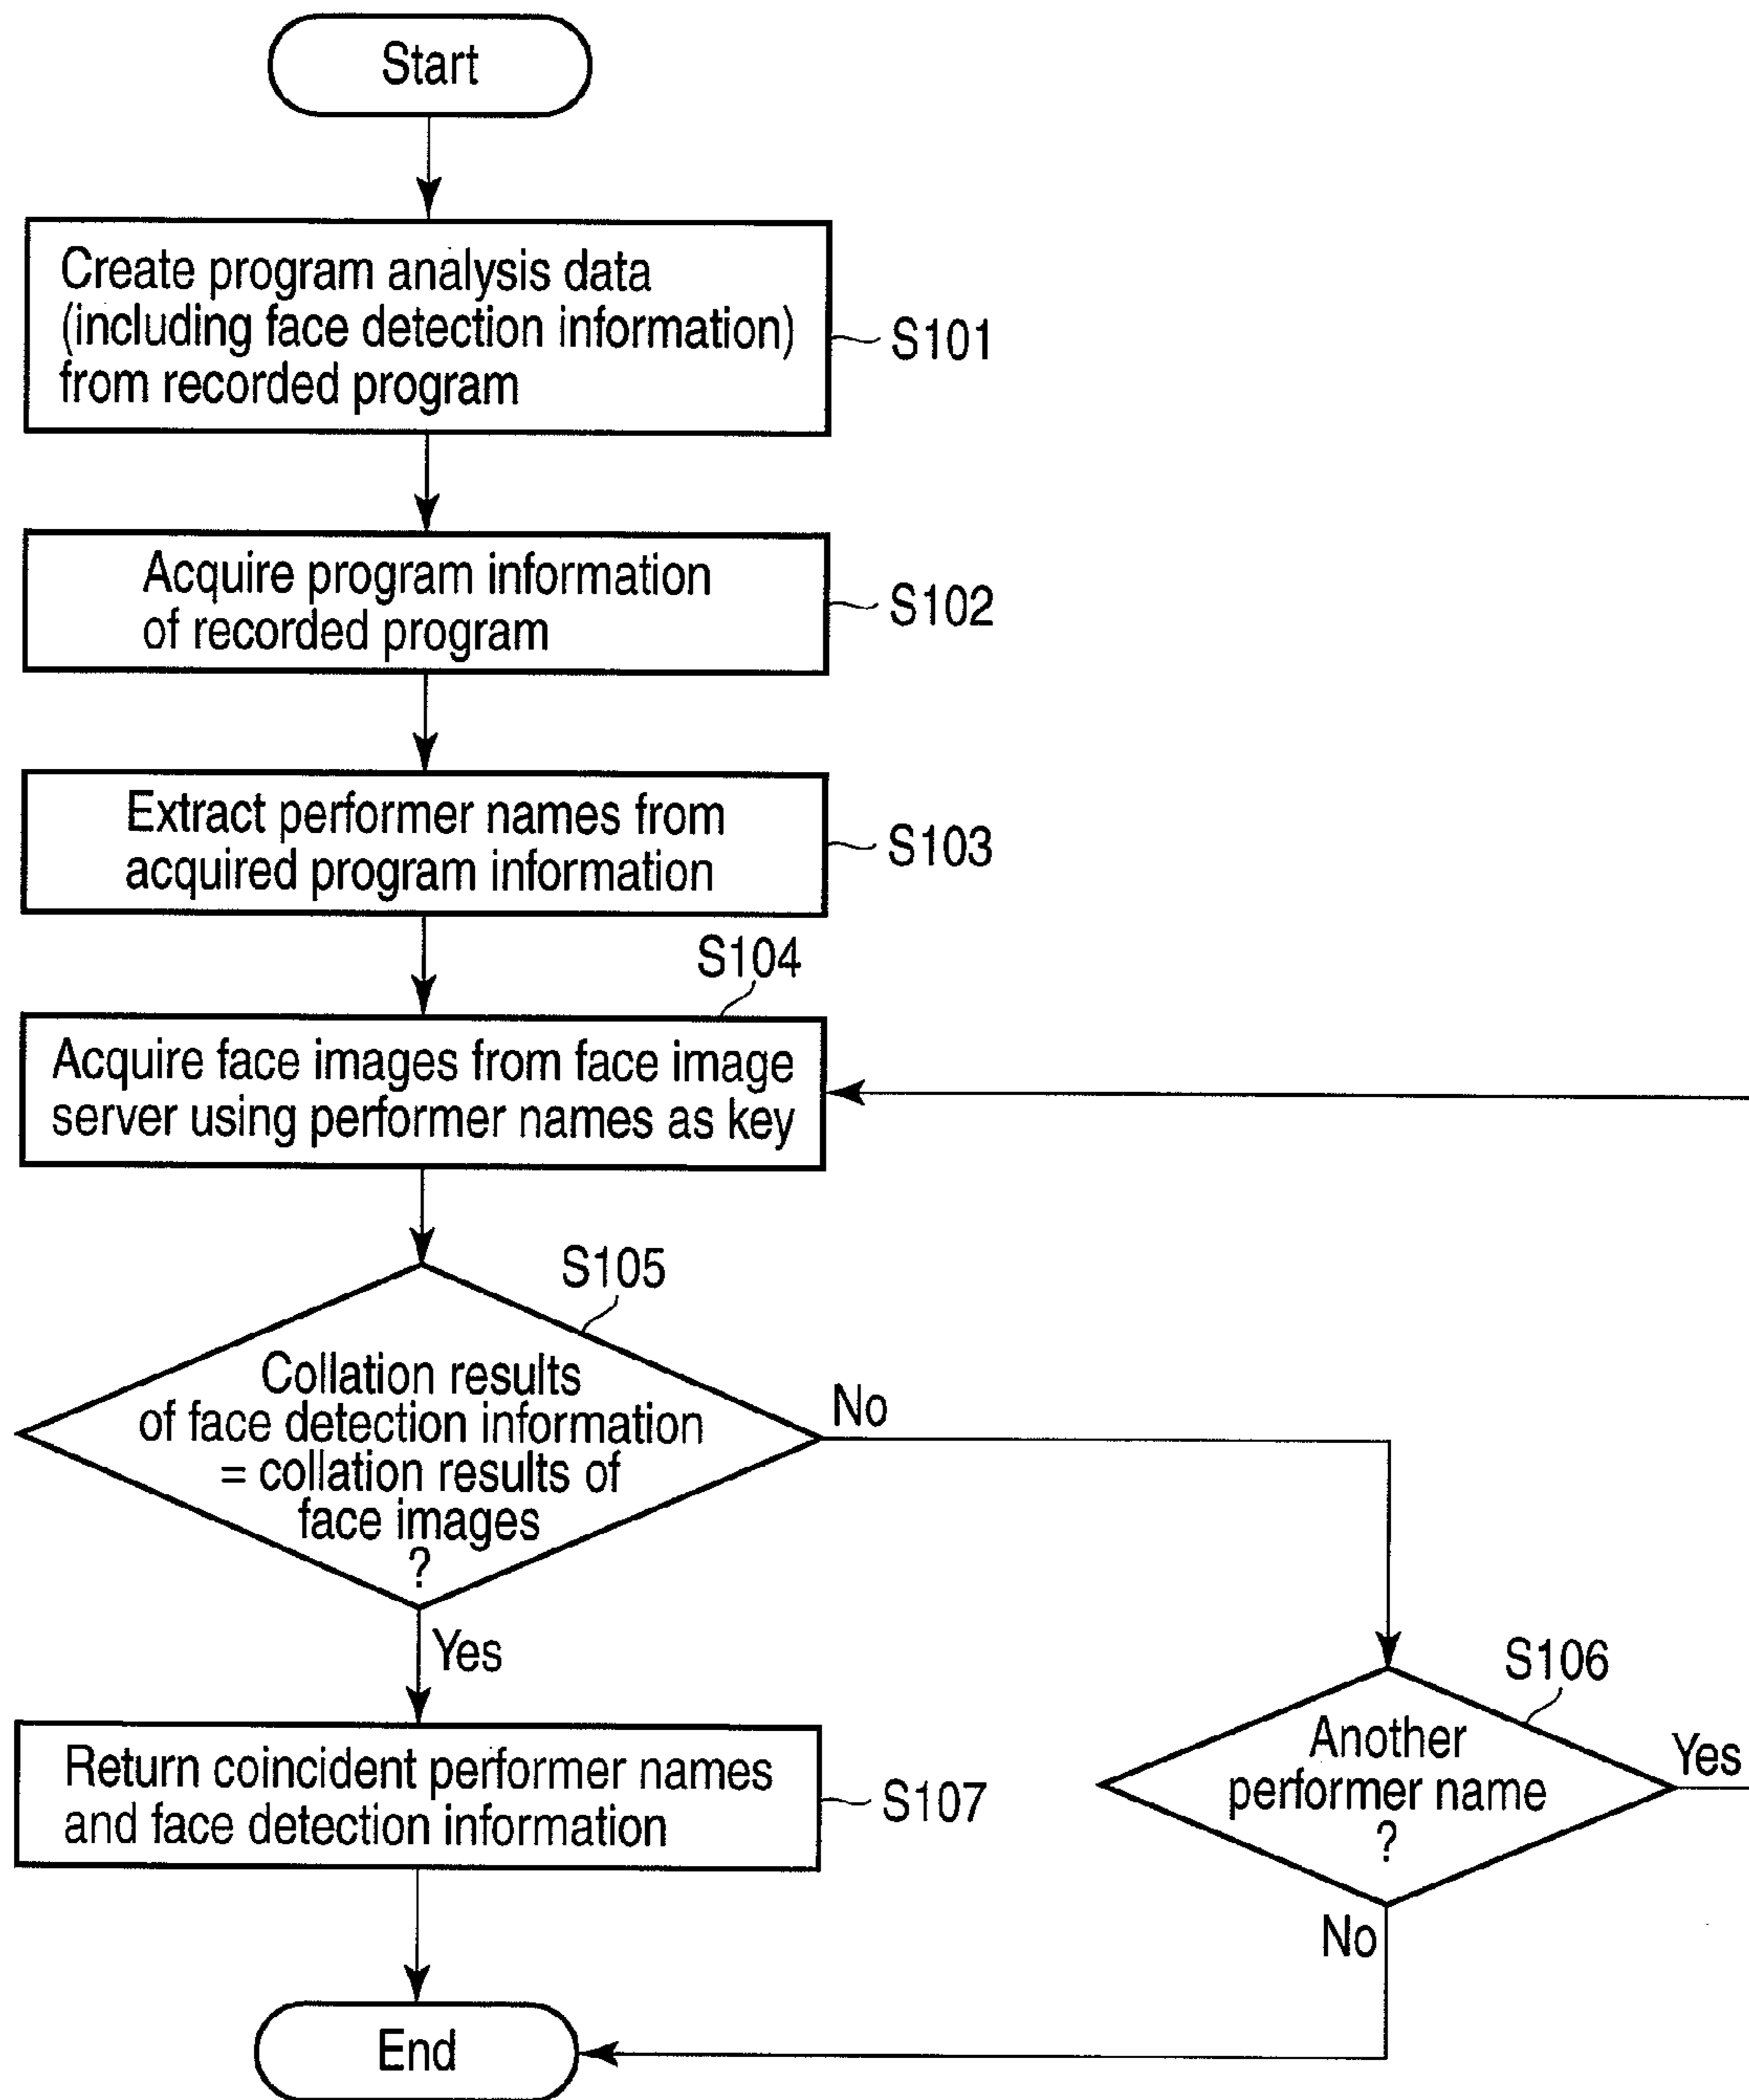 Start
Create program analysis data
(including face detection information)
from recorded program
S101
Acquire program information
of recorded program
S102
Extract performer names from
acquired program information
S103
S104
Acquire face images from face image
server using performer names as key
S105
Collation results
of face detection information
= collation results of
face images
?
No
Yes
S106
Another
performer name
?
Yes
No
Return coincident performer names
and face detection information
S107
End